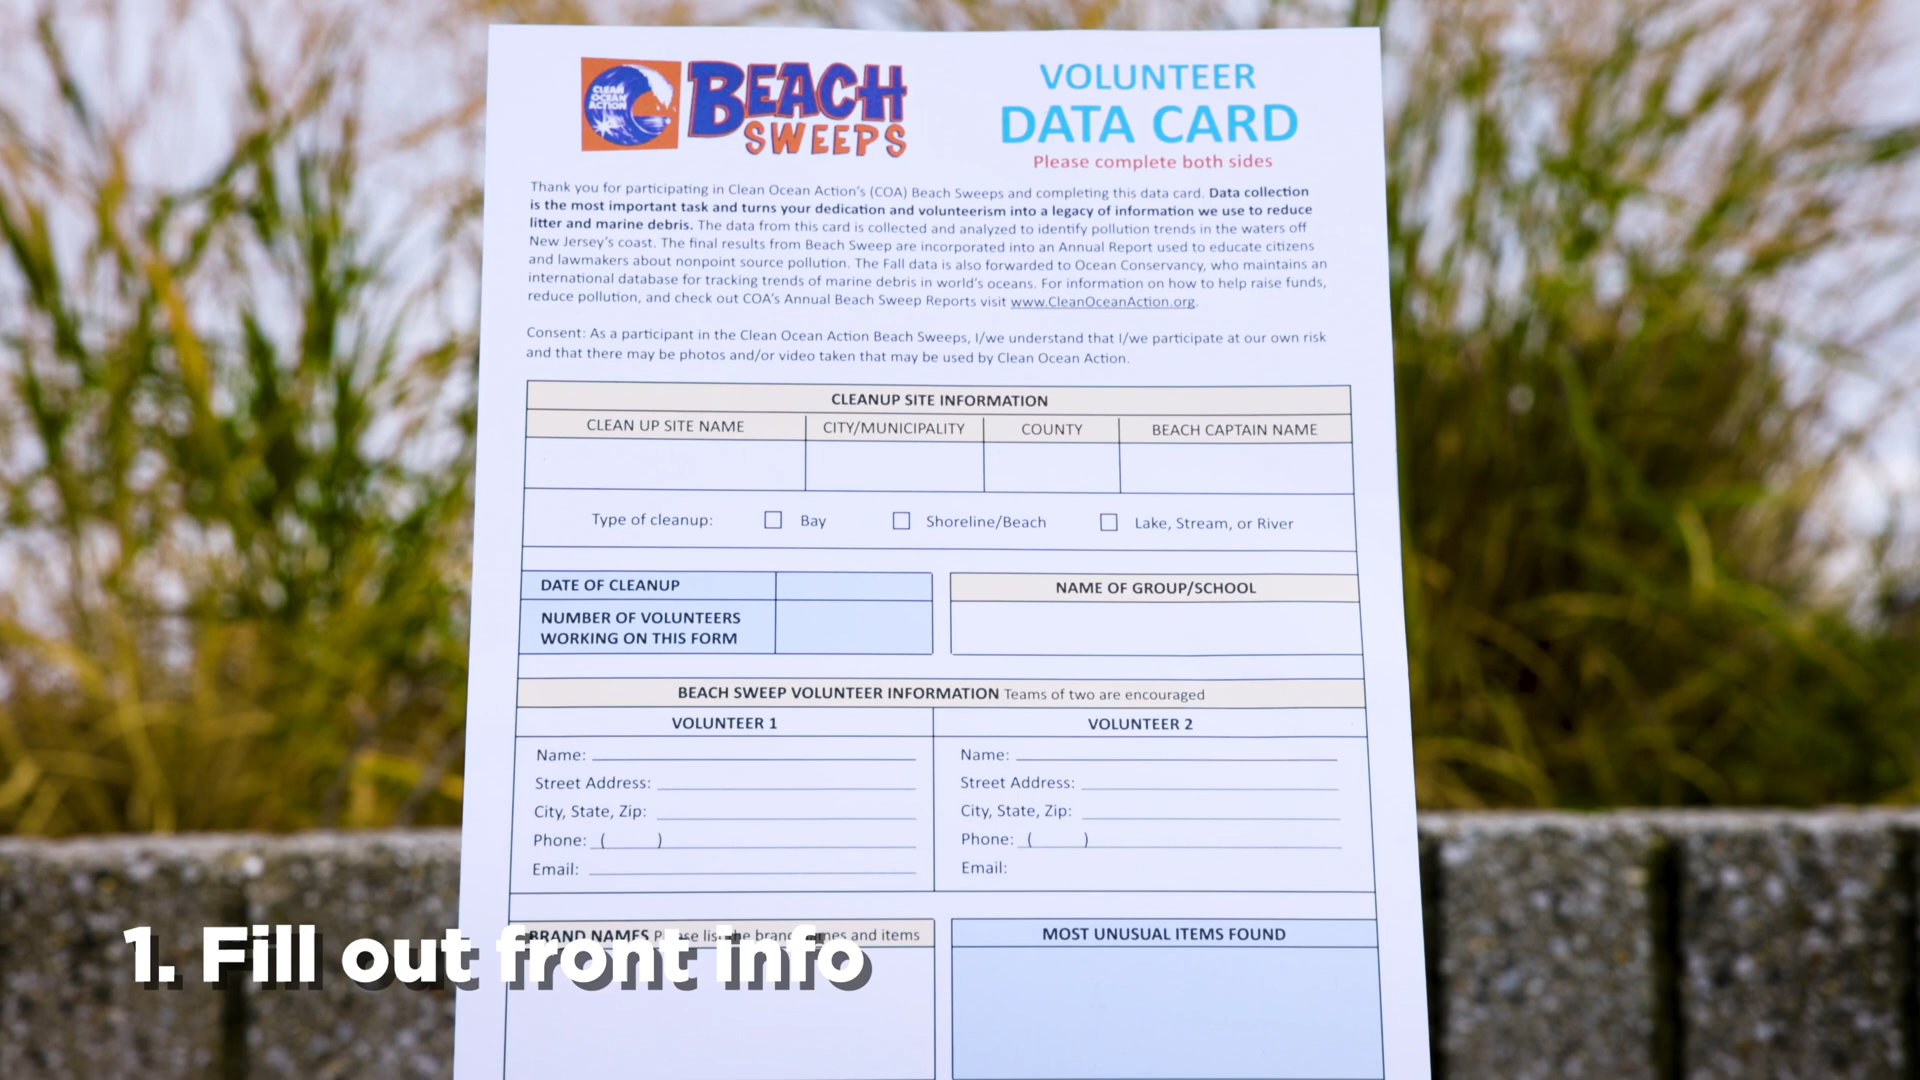 CLEAN
OCEAN
ACTION
BEACH
SWEEPS
VOLUNTEER
DATA CARD
Please complete both sides
Thank you for participating in Clean Ocean Action's (COA) Beach Sweeps and completing this data card. Data collection
is the most important task and turns your dedication and volunteerism into a legacy of information we use to reduce
litter and marine debris. The data from this card is collected and analyzed to identify pollution trends in the waters off
New Jersey's coast. The final results from Beach Sweep are incorporated into an Annual Report used to educate citizens
and lawmakers about nonpoint source pollution. The Fall data is also forwarded to Ocean Conservancy, who maintains an
international database for tracking trends of marine debris in world's oceans. For information on how to help raise funds,
reduce pollution, and check out COA's Annual Beach Sweep Reports visit www.CleanOceanAction.org.
Consent: As a participant in the Clean Ocean Action Beach Sweeps, I/we understand that I/we participate at our own risk
and that there may be photos and/or video taken that may be used by Clean Ocean Action.
CLEANUP SITE INFORMATION
CLEAN UP SITE NAME CITY/MUNICIPALITY COUNTY BEACH CAPTAIN NAME
Type of cleanup: Bay Shoreline/Beach Lake, Stream, or River
DATE OF CLEANUP
NUMBER OF VOLUNTEERS
WORKING ON THIS FORM
NAME OF GROUP/SCHOOL
BEACH SWEEP VOLUNTEER INFORMATION Teams of two are encouraged
VOLUNTEER 1
Name:
Street Address:
City, State, Zip:
Phone: ( )
Email:
VOLUNTEER 2
Name:
Street Address:
City, State, Zip:
Phone: ( )
Email:
BRAND NAMES Please list the brand names and items
MOST UNUSUAL ITEMS FOUND
1. Fill out front info